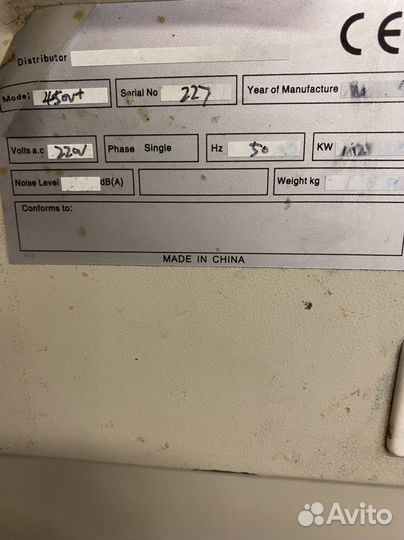 CE
Distributor
Model 450v+ Serial No 227 Year of Manufacture
Volts a.c 220V Phase Single Hz 50 KW
Noise Level dB(A) Weight kg
Conforms to:
MADE IN CHINA
Avito